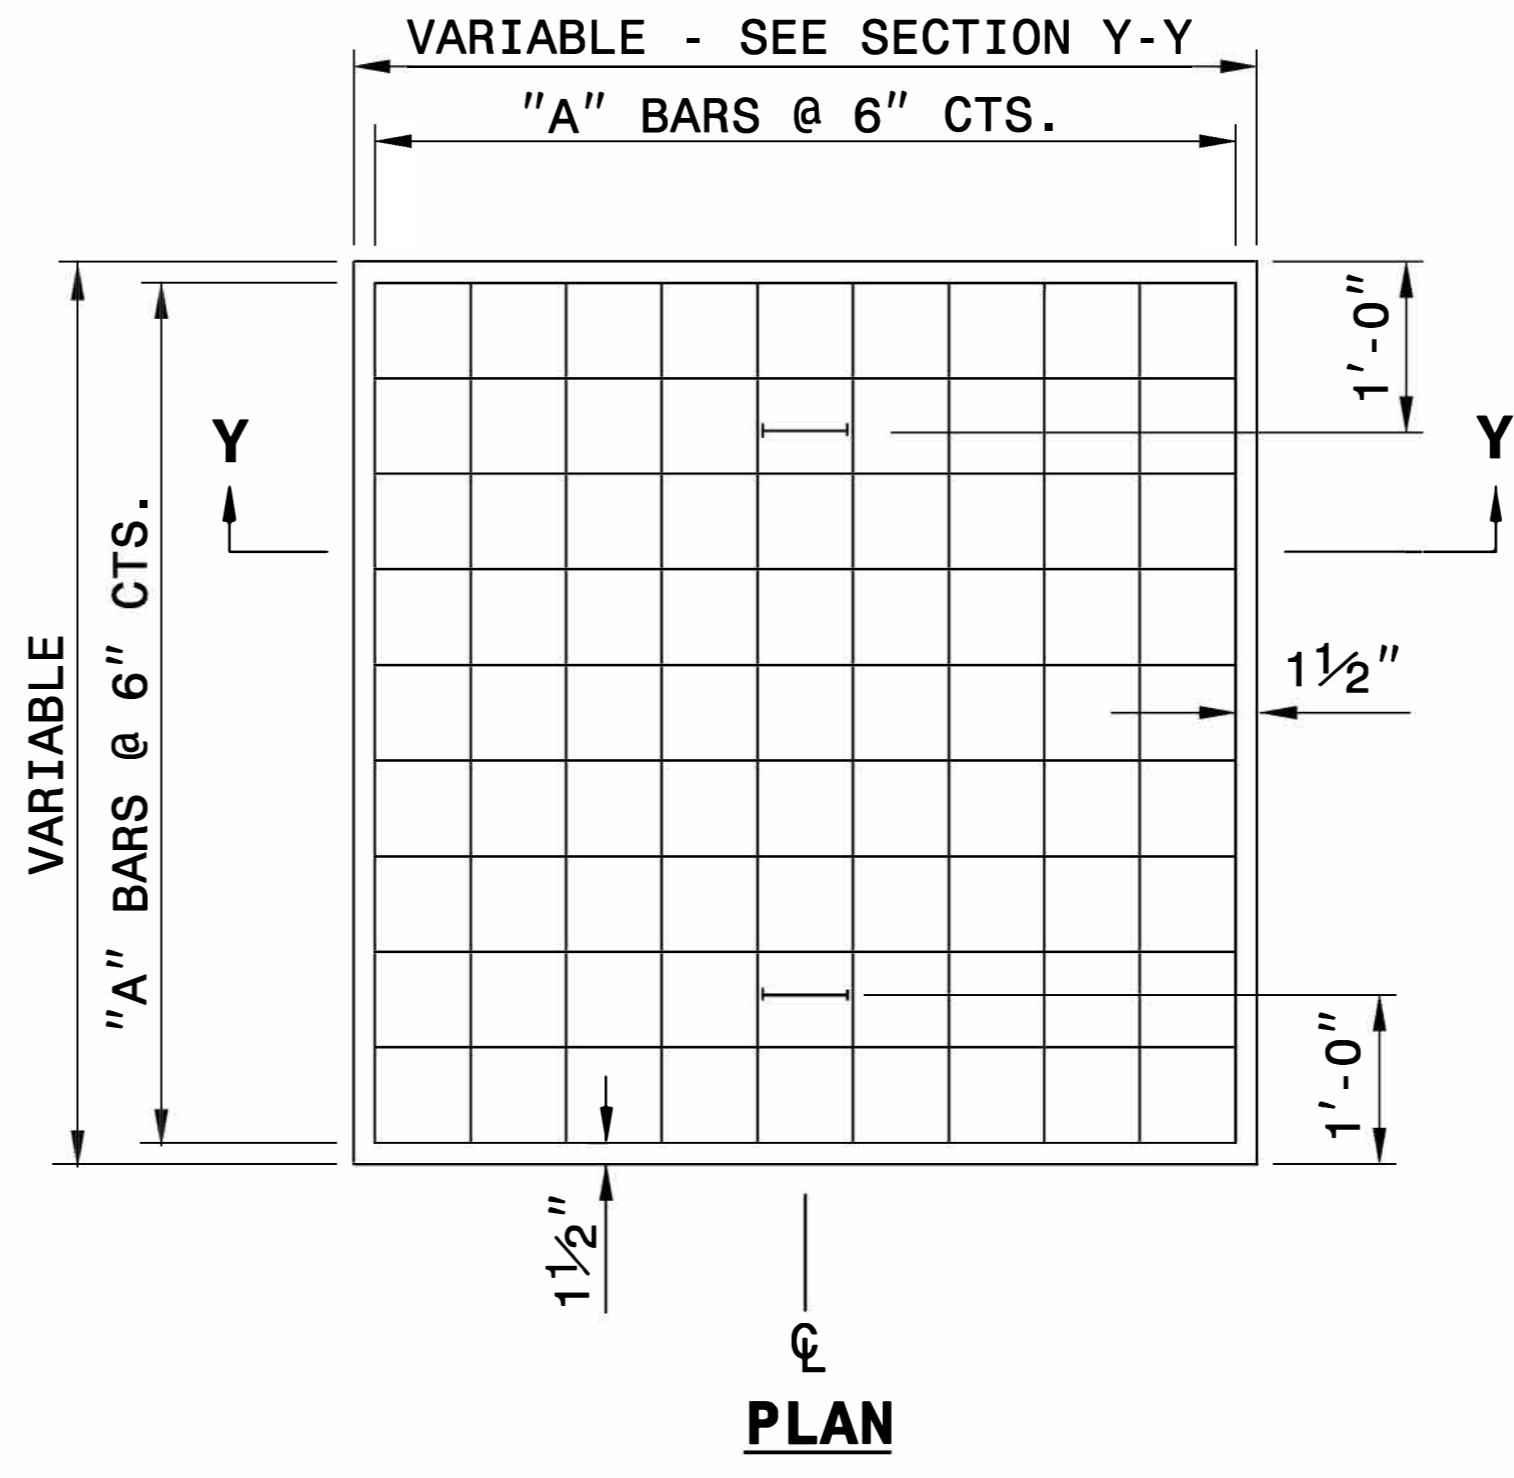 VARIABLE - SEE SECTION Y-Y
"A" BARS @ 6" CTS.
1'-0"
Y
Y
VARIABLE
"A" BARS @ 6" CTS.
1½"
1'-0"
1½"
℄
PLAN